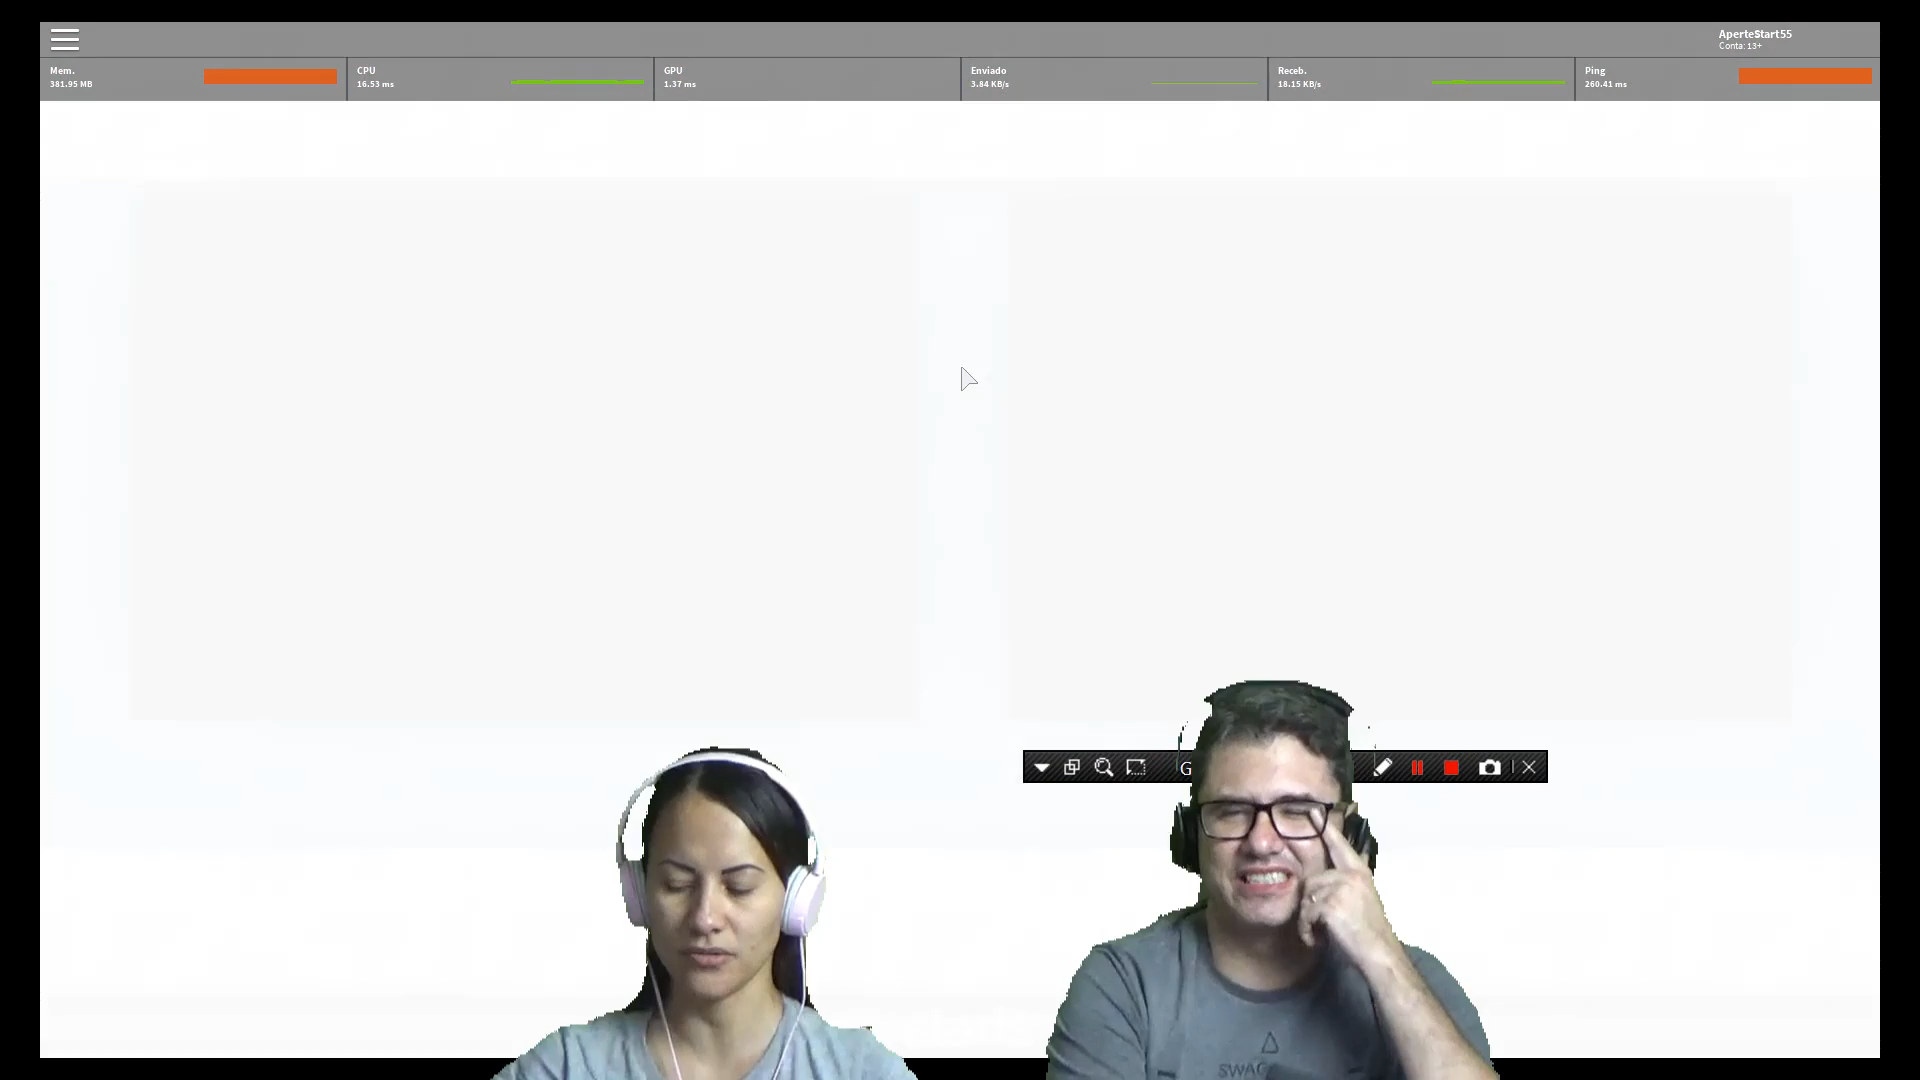 AperteStart55
Conta: 13+
Mem.
381.95 MB
CPU
16.53 ms
GPU
1.37 ms
Enviado
3.84 KB/s
Receb.
18.15 KB/s
Ping
260.41 ms
G
SWAG